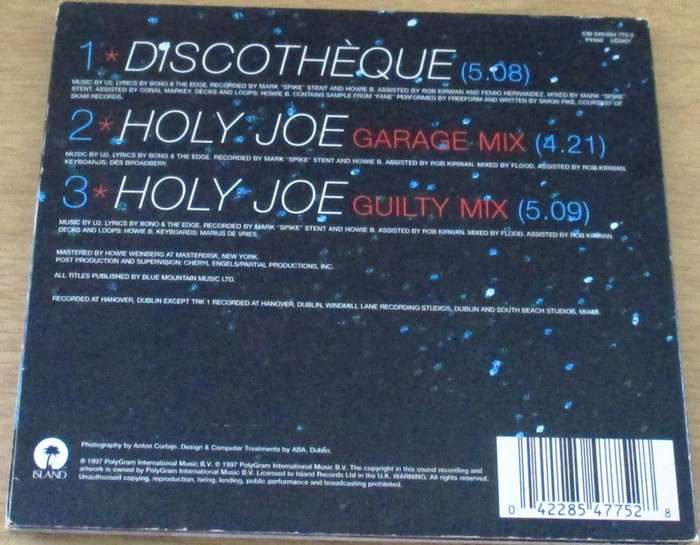 1*DISCOTHÈQUE (5.08)
MUSIC BY U2. LYRICS BY BONO & THE EDGE. RECORDED BY MARK "SPIKE" STENT AND HOWIE B. ASSISTED BY ROB KIRWAN AND FEMIO HERNANDEZ. MIXED BY MARK "SPIKE"
STENT. ASSISTED BY CONAL MARKEY. DECKS AND LOOPS: HOWIE B. CONTAINS SAMPLE FROM 'FANE' PERFORMED BY FREEFORM AND WRITTEN BY SIMON PIKE, COURTESY OF
SKAM RECORDS.
2*HOLY JOE GARAGE MIX (4.21)
MUSIC BY U2. LYRICS BY BONO & THE EDGE. RECORDED BY MARK "SPIKE" STENT AND HOWIE B. ASSISTED BY ROB KIRWAN. MIXED BY FLOOD. ASSISTED BY ROB KIRWAN.
KEYBOARDS: DES BROADBERY.
3*HOLY JOE GUILTY MIX (5.09)
MUSIC BY U2. LYRICS BY BONO & THE EDGE. RECORDED BY MARK "SPIKE" STENT AND HOWIE B. ASSISTED BY ROB KIRWAN. MIXED BY FLOOD. ASSISTED BY ROB KIRWAN.
DECKS AND LOOPS: HOWIE B. KEYBOARDS: MARIUS DE VRIES.
MASTERED BY HOWIE WEINBERG AT MASTERDISK, NEW YORK.
POST PRODUCTION AND SUPERVISION: CHERYL ENGELS/PARTIAL PRODUCTIONS, INC.
ALL TITLES PUBLISHED BY BLUE MOUNTAIN MUSIC LTD.
RECORDED AT HANOVER, DUBLIN EXCEPT TRK 1 RECORDED AT HANOVER, DUBLIN, WINDMILL LANE RECORDING STUDIOS, DUBLIN AND SOUTH BEACH STUDIOS, MIAMI.
Photography by Anton Corbijn. Design & Computer Treatments by ABA, Dublin.
℗ 1997 PolyGram International Music B.V. © 1997 PolyGram International Music B.V. The copyright in this sound recording and
artwork is owned by PolyGram International Music B.V. Licensed to Island Records Ltd in the U.K. WARNING: All rights reserved.
Unauthorised copying, reproduction, hiring, lending, public performance and broadcasting prohibited.
ISLAND
0 42285 47752 8